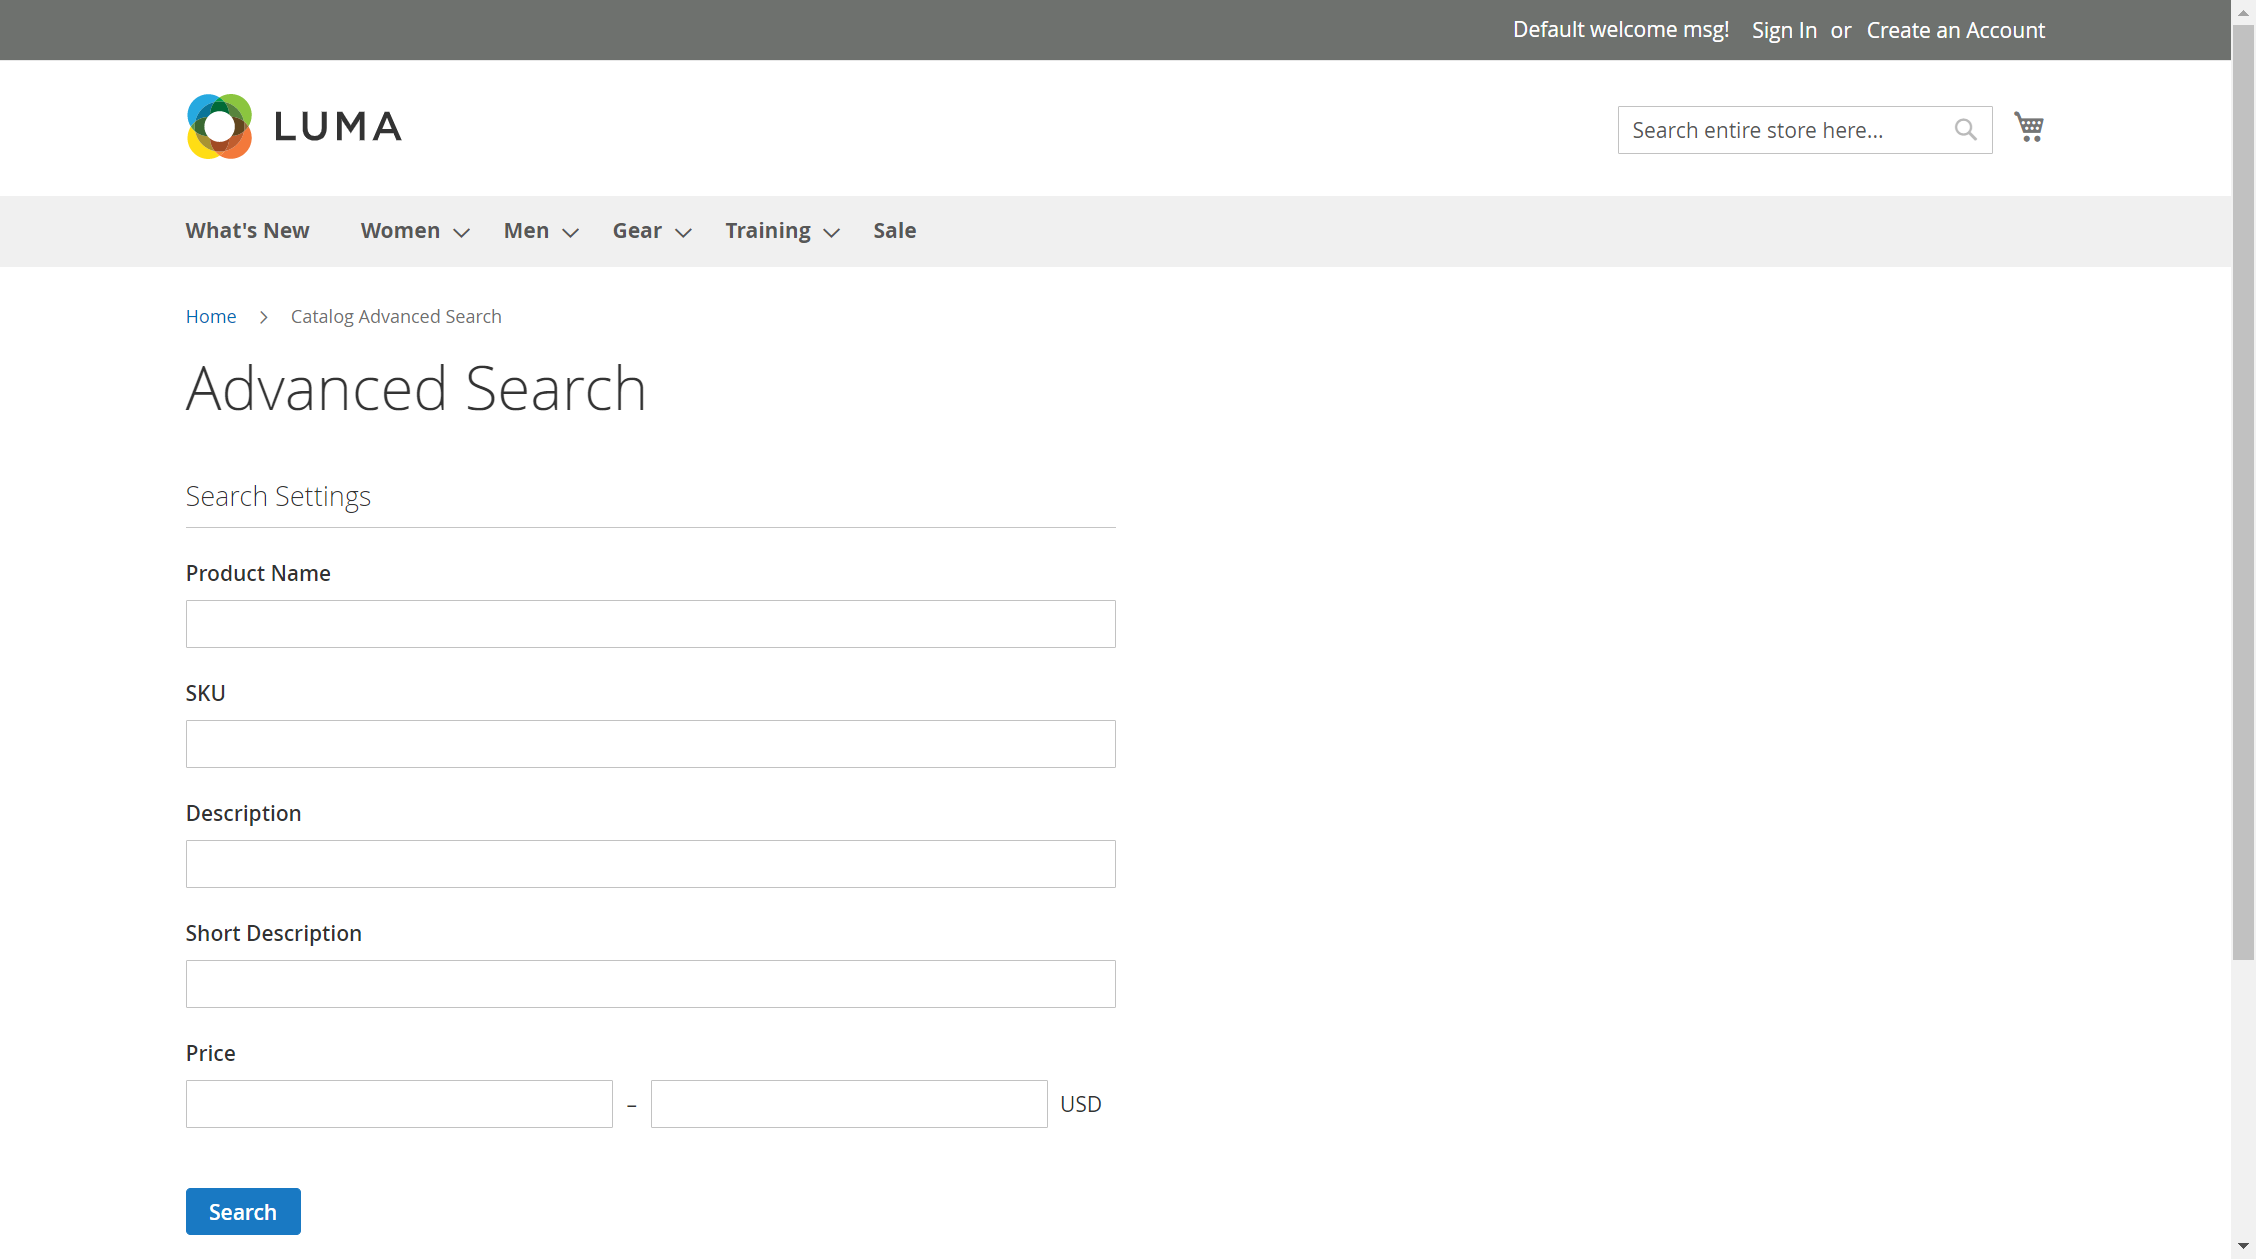 Default welcome msg! Sign In or Create an Account
LUMA
Search entire store here...
What's New Women Men Gear Training Sale
Home Catalog Advanced Search
Advanced Search
Search Settings
Product Name
SKU
Description
Short Description
Price
– USD
Search